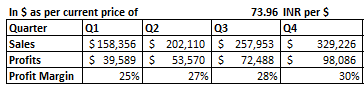 In $ as per current price of 73.96 INR per $
Quarter Q1 Q2 Q3 Q4
Sales $ 158,356 $ 202,110 $ 257,953 $ 329,226
Profits $ 39,589 $ 53,570 $ 72,488 $ 98,086
Profit Margin 25% 27% 28% 30%